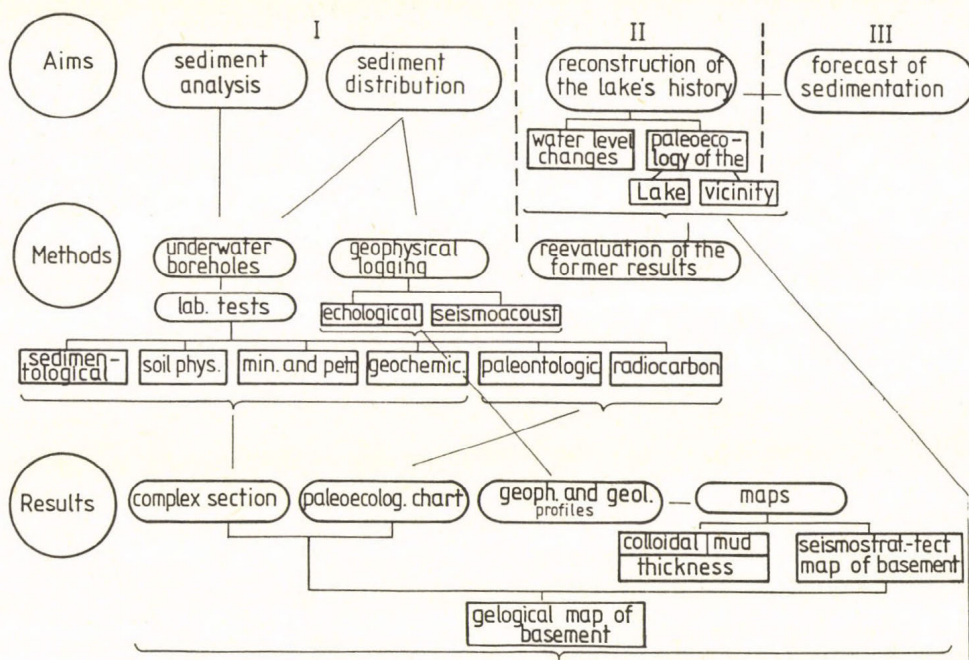 I II III
Aims
sediment
analysis
sediment
distribution
reconstruction of
the lake's history
forecast of
sedimentation
water level
changes
paleoeco-
logy of the
Lake
vicinity
Methods
underwater
boreholes
geophysical
logging
reevaluation of the
former results
lab. tests
echological
seismoacoust
.sedimen-
tological
soil phys.
min. and petr.
geochemic.
paleontologic.
radiocarbon
Results
complex section
paleoecolog. chart
geoph. and geol.
profiles
maps
colloidal mud
thickness
seismostrat.-tect
map of basement
gelogical map of
basement